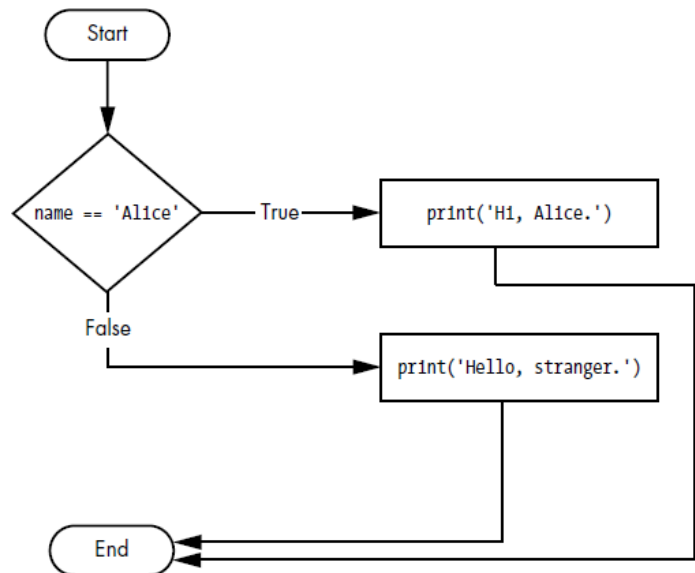 Start
name == 'Alice'
True
print('Hi, Alice.')
False
print('Hello, stranger.')
End